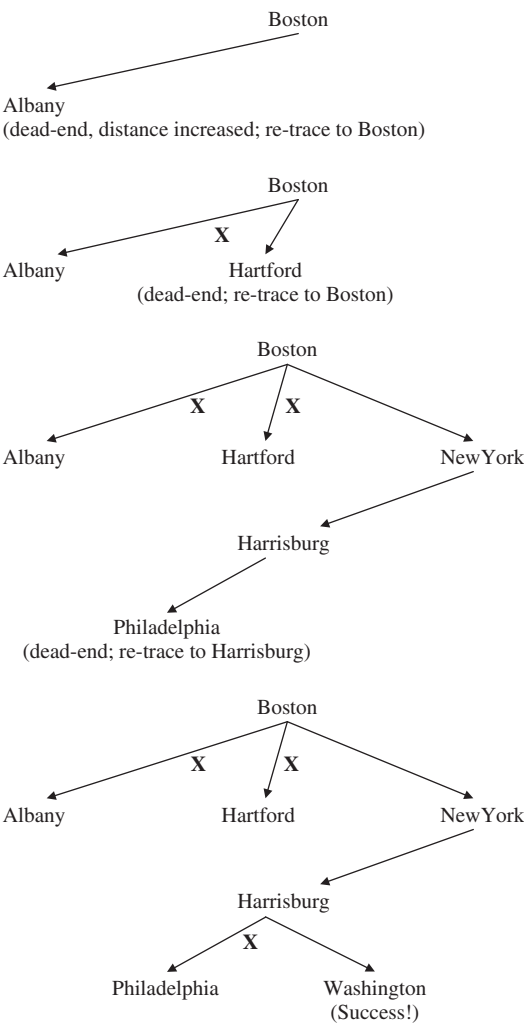 Boston
Albany
(dead-end, distance increased; re-trace to Boston)
Boston
X
Albany Hartford
(dead-end; re-trace to Boston)
Boston
X X
Albany Hartford NewYork
Harrisburg
Philadelphia
(dead-end; re-trace to Harrisburg)
Boston
X X
Albany Hartford NewYork
Harrisburg
X
Philadelphia Washington
(Success!)